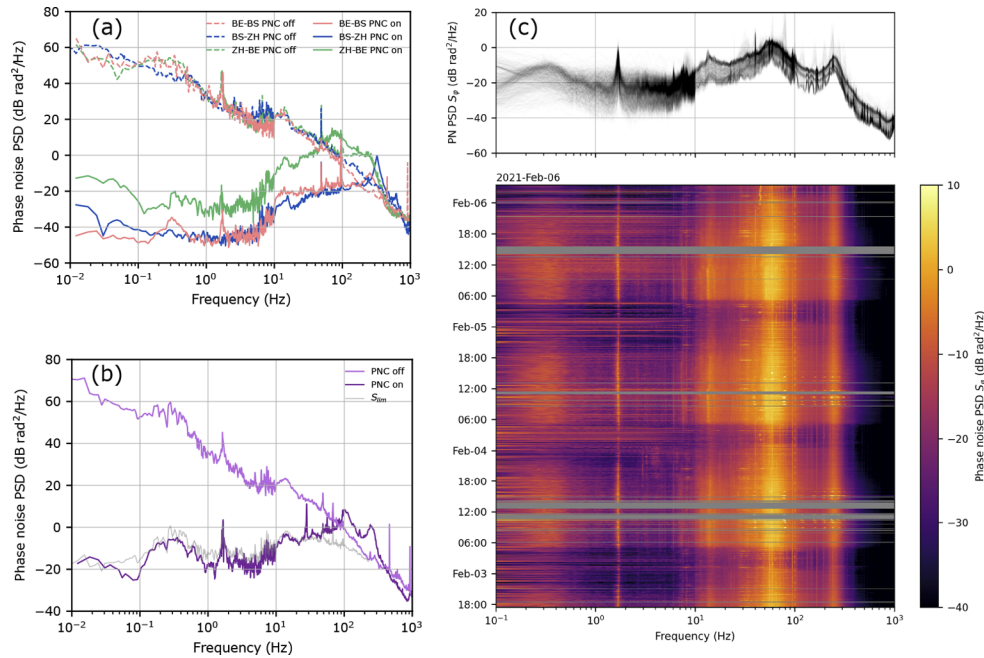 (a)
BE-BS PNC off
BS-ZH PNC off
ZH-BE PNC off
BE-BS PNC on
BS-ZH PNC on
ZH-BE PNC on
Phase noise PSD (dB rad²/Hz)
80
60
40
20
0
−20
−40
−60
10⁻² 10⁻¹ 10⁰ 10¹ 10² 10³
Frequency (Hz)
(b)
PNC off
PNC on
S_lim
Phase noise PSD (dB rad²/Hz)
80
60
40
20
0
−20
−40
10⁻² 10⁻¹ 10⁰ 10¹ 10² 10³
Frequency (Hz)
(c)
PN PSD S_φ (dB rad²/Hz)
20
0
−20
−40
−60
2021-Feb-06
Feb-06
18:00
12:00
06:00
Feb-05
18:00
12:00
06:00
Feb-04
18:00
12:00
06:00
Feb-03
18:00
10⁻¹ 10⁰ 10¹ 10² 10³
Frequency (Hz)
10
0
−10
−20
−30
−40
Phase noise PSD S_φ (dB rad²/Hz)